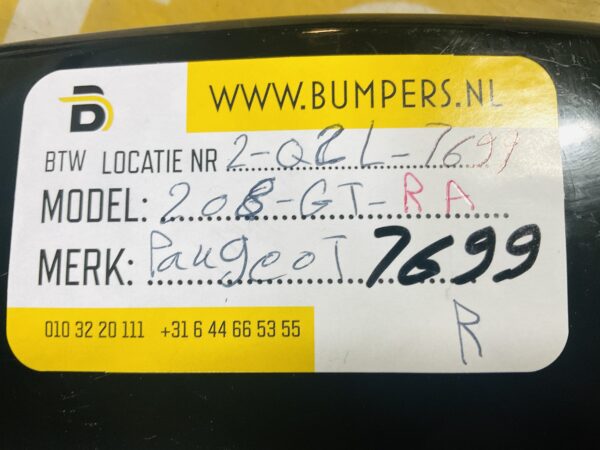 WWW.BUMPERS.NL
BTW LOCATIE NR 2-Q2L-7699
MODEL: 208-GT-RA
MERK: Paugeot 7699
R
010 32 20 111 +31 6 44 66 53 55